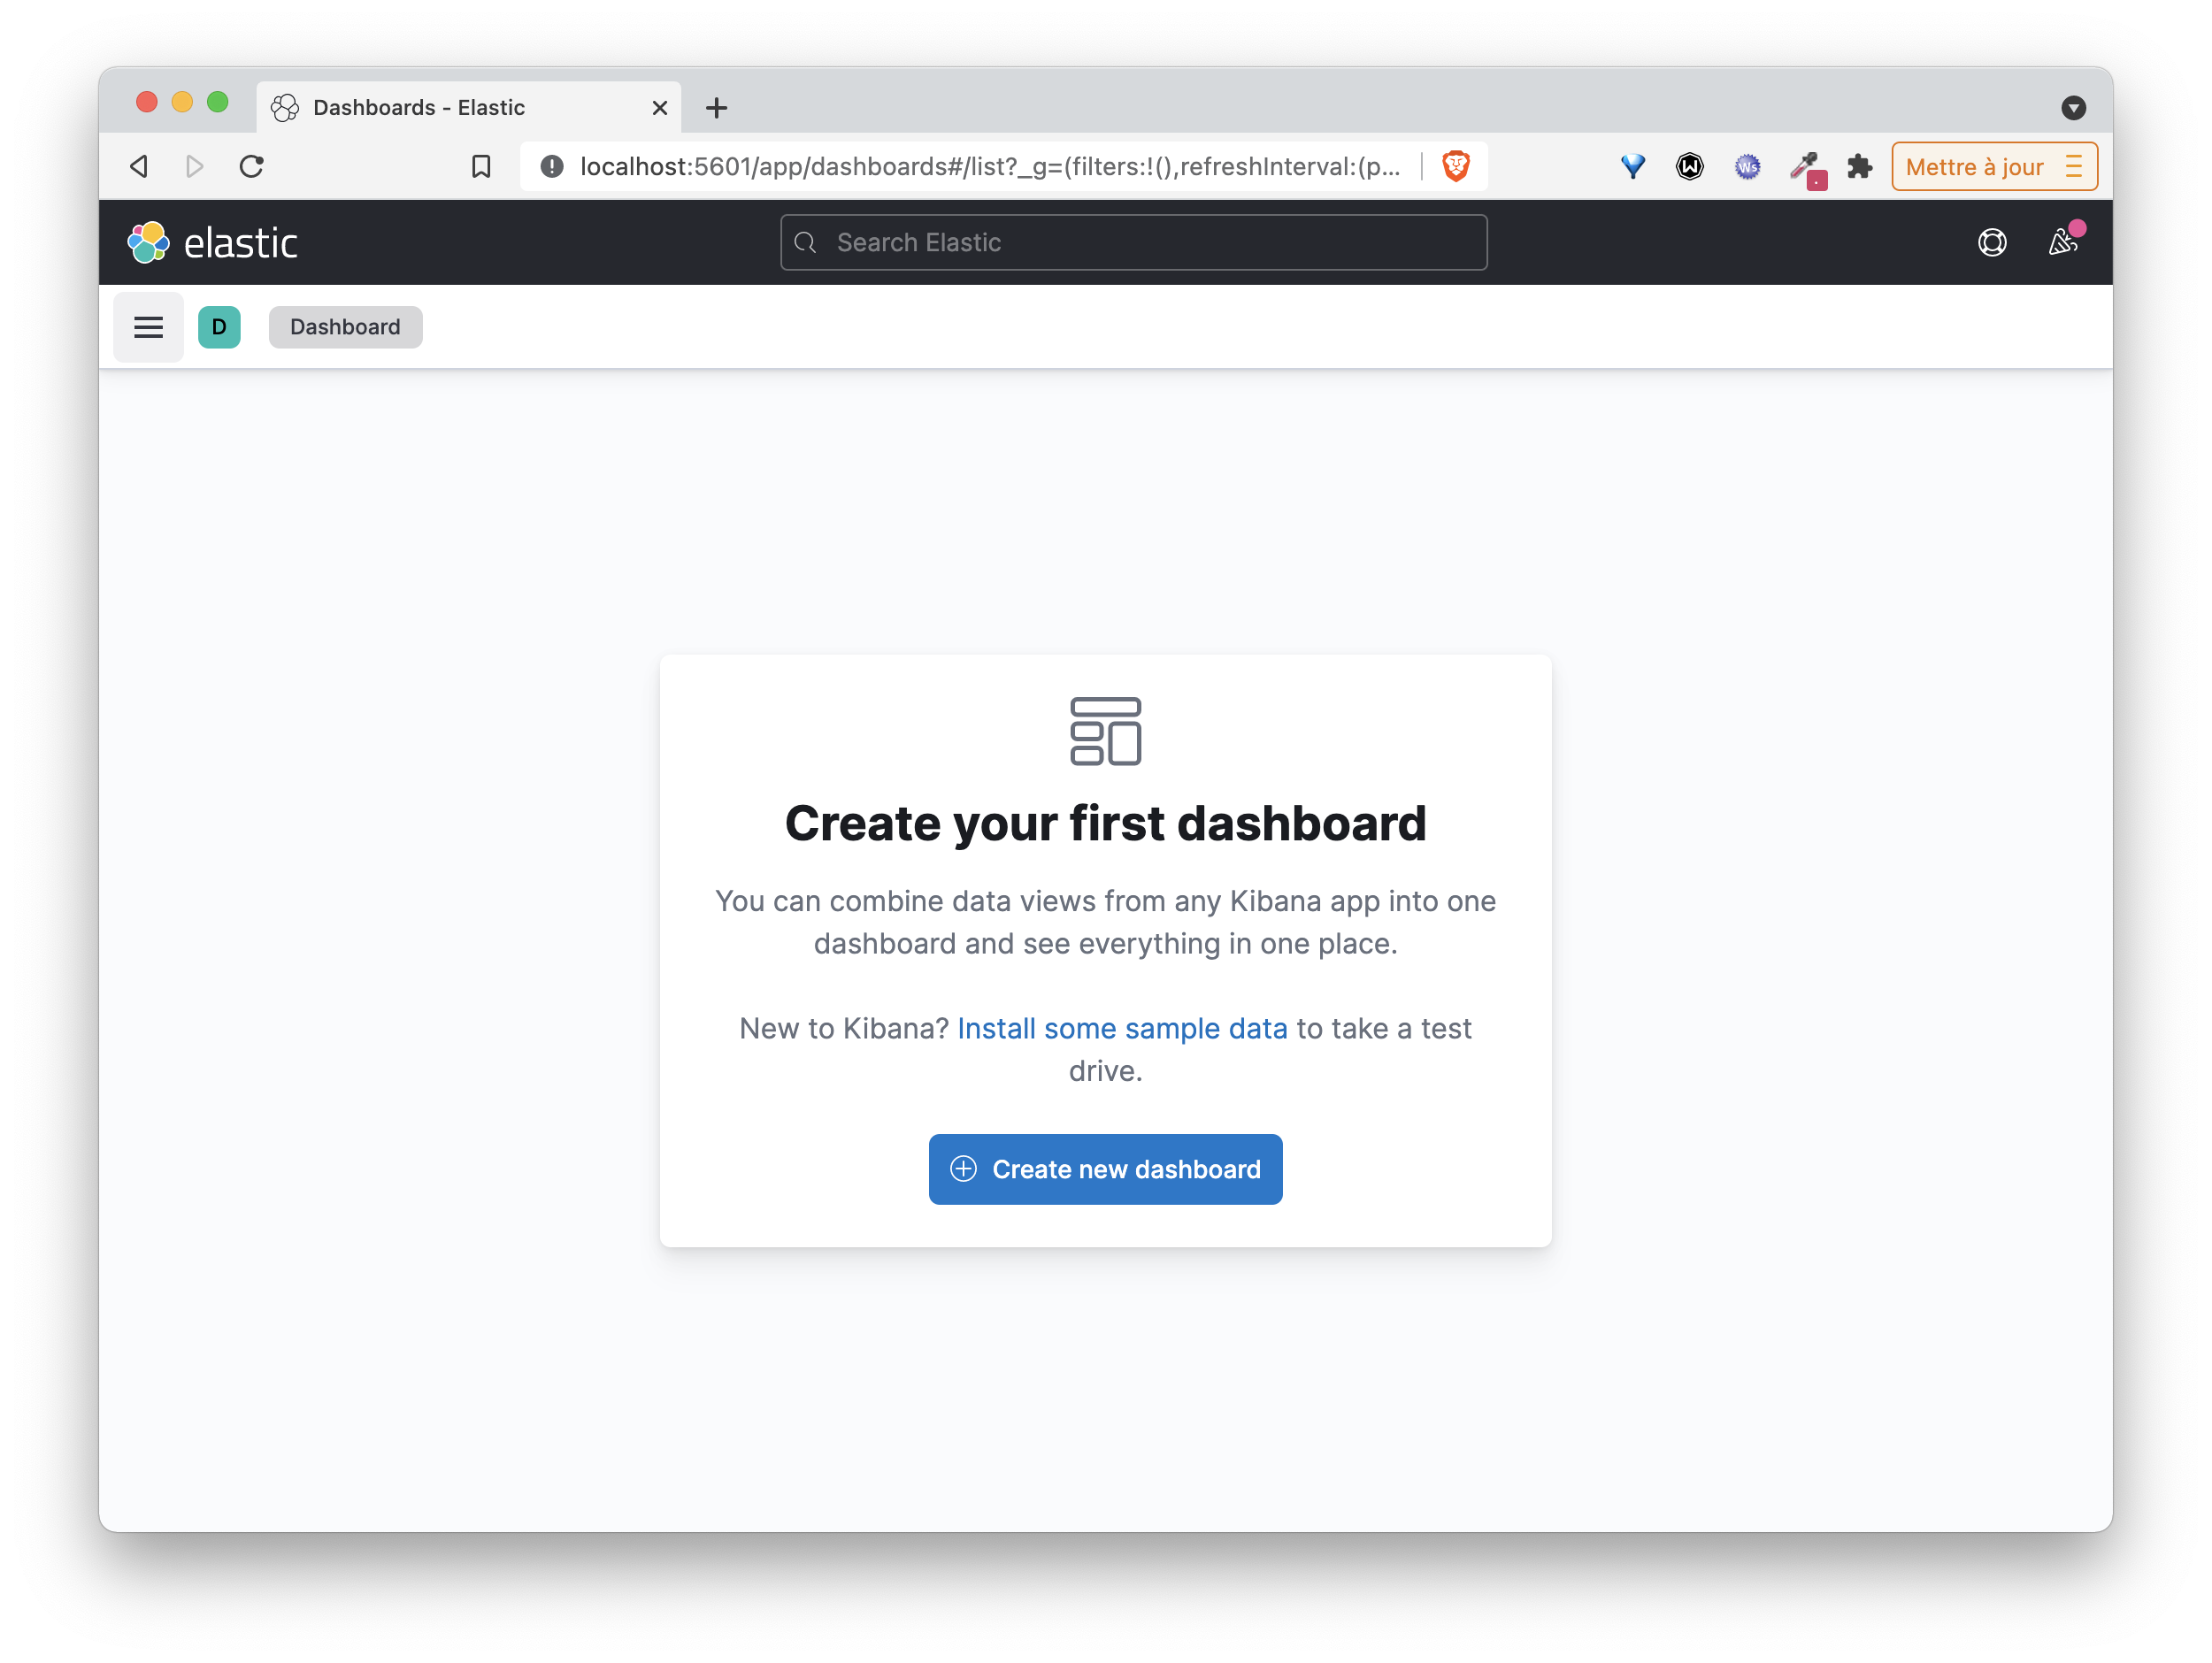 Dashboards - Elastic
localhost:5601/app/dashboards#/list?_g=(filters:!(),refreshInterval:(p...
Mettre à jour
elastic
Search Elastic
D
Dashboard
Create your first dashboard
You can combine data views from any Kibana app into one
dashboard and see everything in one place.
New to Kibana? Install some sample data to take a test
drive.
Create new dashboard